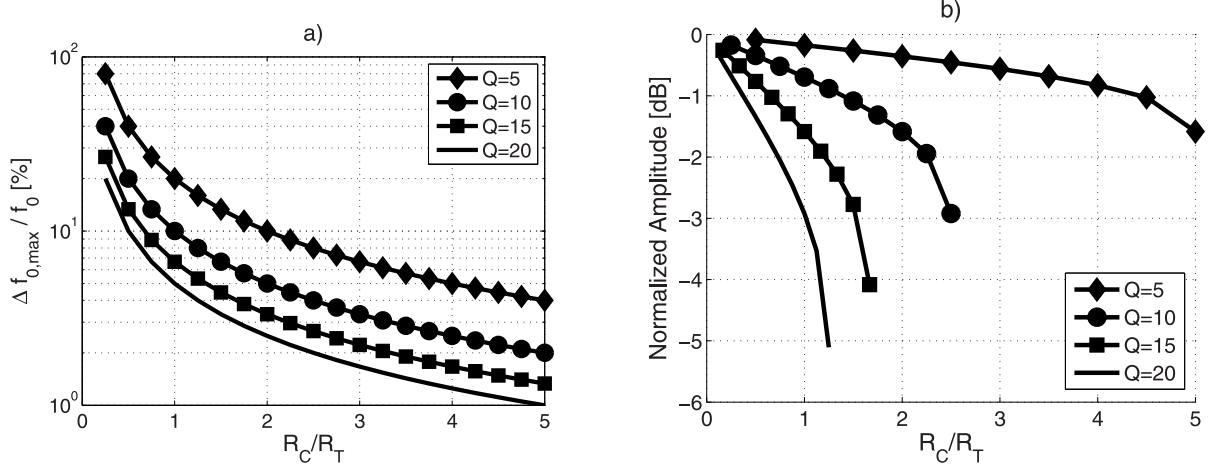 a)
Δ f0,max / f0 [%]
10^2
10^1
10^0
Q=5
Q=10
Q=15
Q=20
0 1 2 3 4 5
RC/RT
b)
Normalized Amplitude [dB]
0
−1
−2
−3
−4
−5
−6
Q=5
Q=10
Q=15
Q=20
0 1 2 3 4 5
RC/RT